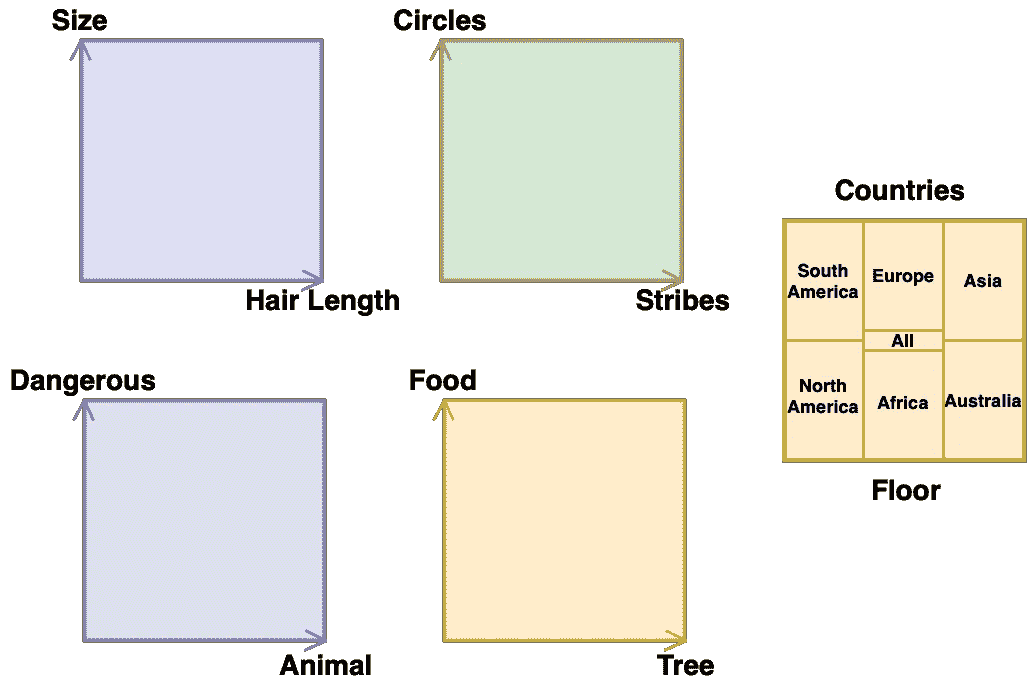 Size
Circles
Countries
South
America
Europe
Asia
All
Hair Length
Stribes
North
America
Africa
Australia
Dangerous
Food
Floor
Animal
Tree